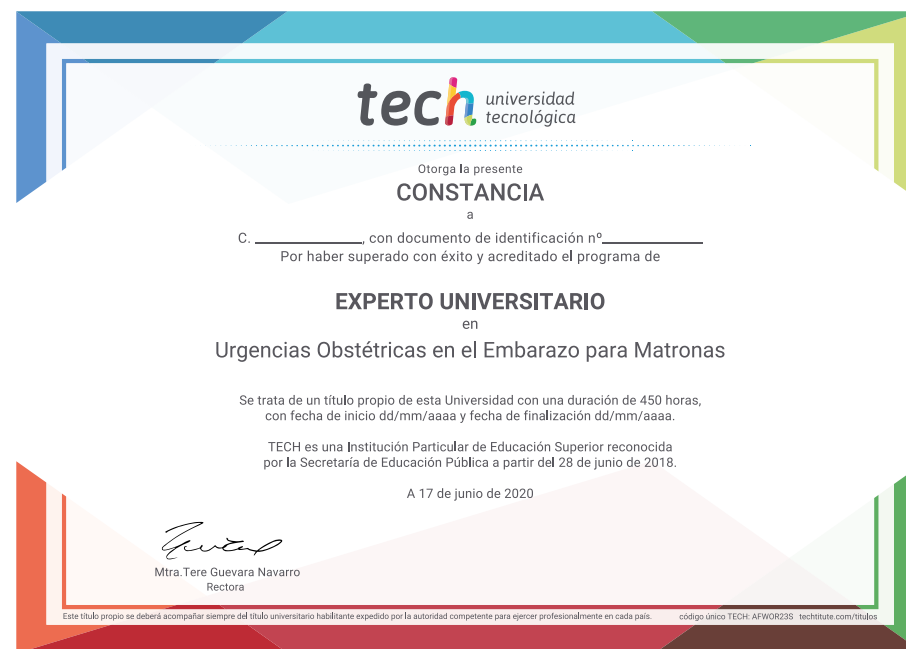 tech universidad
tecnológica
Otorga la presente
CONSTANCIA
a
C. ____________, con documento de identificación nº____________
Por haber superado con éxito y acreditado el programa de
EXPERTO UNIVERSITARIO
en
Urgencias Obstétricas en el Embarazo para Matronas
Se trata de un título propio de esta Universidad con una duración de 450 horas,
con fecha de inicio dd/mm/aaaa y fecha de finalización dd/mm/aaaa.
TECH es una Institución Particular de Educación Superior reconocida
por la Secretaría de Educación Pública a partir del 28 de junio de 2018.
A 17 de junio de 2020
Mtra.Tere Guevara Navarro
Rectora
Este título propio se deberá acompañar siempre del título universitario habilitante expedido por la autoridad competente para ejercer profesionalmente en cada país. código único TECH: AFWOR23S techtitute.com/titulos